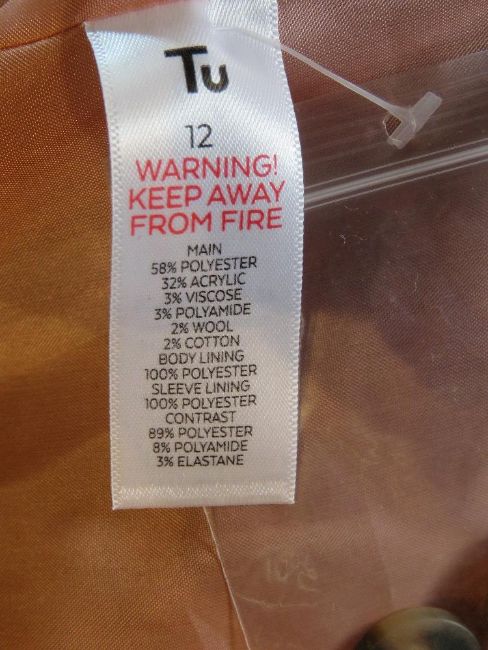 Tu
12
WARNING!
KEEP AWAY
FROM FIRE
MAIN
58% POLYESTER
32% ACRYLIC
3% VISCOSE
3% POLYAMIDE
2% WOOL
2% COTTON
BODY LINING
100% POLYESTER
SLEEVE LINING
100% POLYESTER
CONTRAST
89% POLYESTER
8% POLYAMIDE
3% ELASTANE